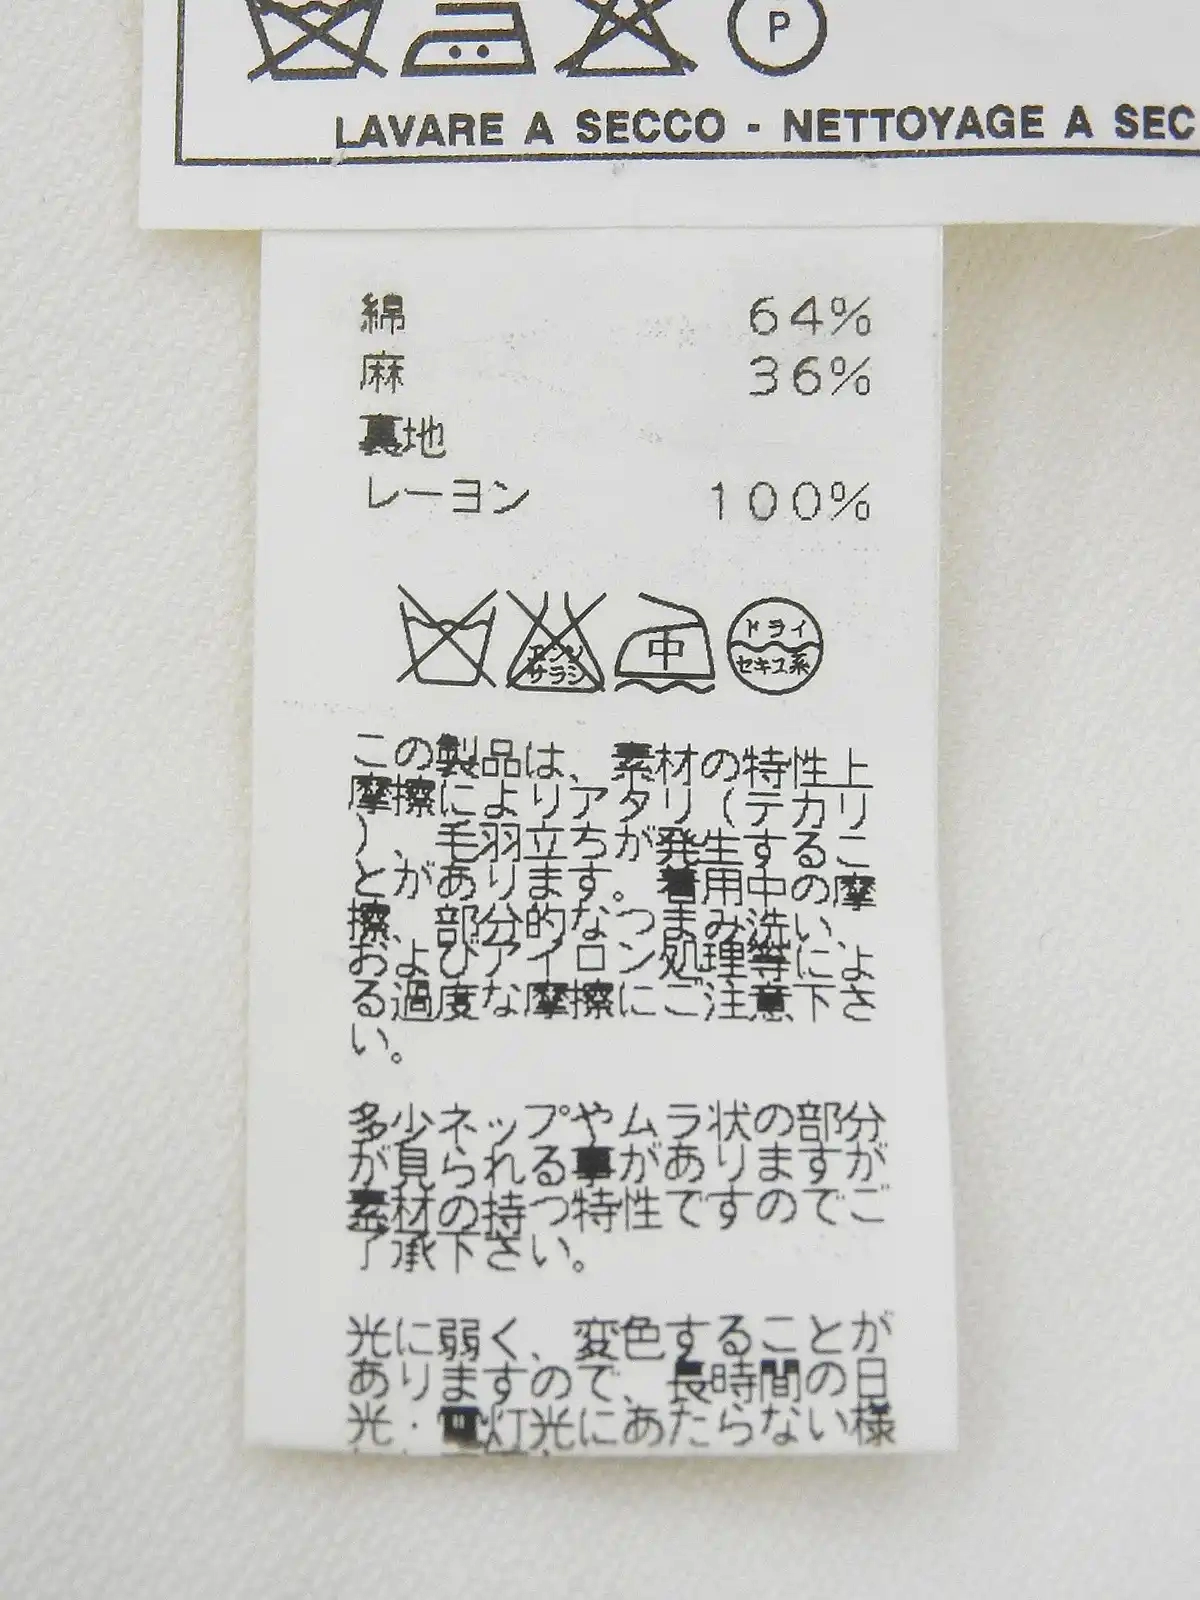 P
LAVARE A SECCO - NETTOYAGE A SEC
綿 64%
麻 36%
裏地
レーヨン 100%
エンソ
サラシ
中
ドライ
セキユ系
この製品は、素材の特性上
摩擦によりアタリ(テカリ
)、毛羽立ちが発生するこ
とがあります。着用中の摩
擦、部分的なつまみ洗い、
およびアイロン処理等によ
る過度な摩擦にご注意下さ
い。
多少ネップやムラ状の部分
が見られる事がありますが
素材の持つ特性ですのでご
了承下さい。
光に弱く、変色することが
ありますので、長時間の日
光・電灯光にあたらない様